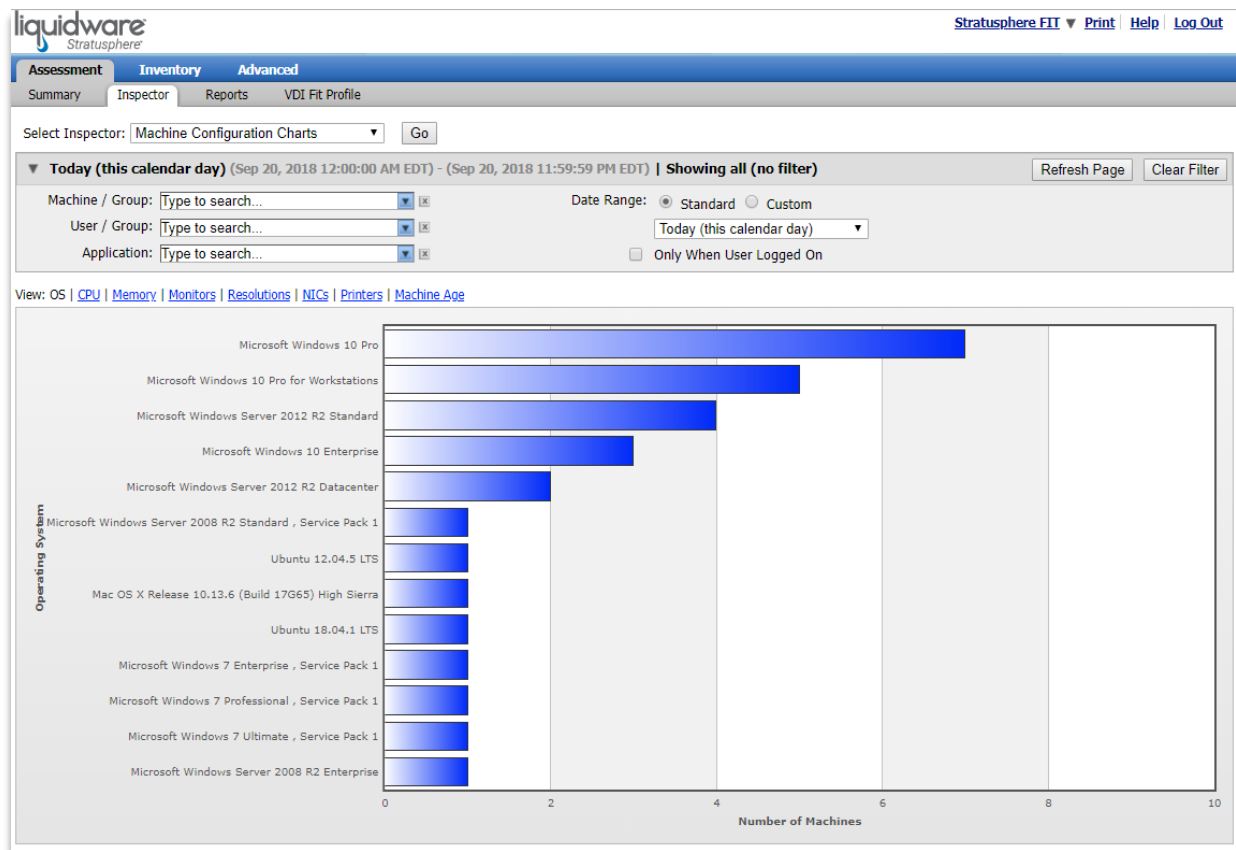 liquidware Stratusphere FIT ▼ Print | Help | Log Out
Stratusphere
Assessment Inventory Advanced
Summary Inspector Reports VDI Fit Profile
Select Inspector: Machine Configuration Charts ▼ Go
▼ Today (this calendar day) (Sep 20, 2018 12:00:00 AM EDT) - (Sep 20, 2018 11:59:59 PM EDT) | Showing all (no filter) Refresh Page Clear Filter
Machine / Group: Type to search... Date Range: Standard Custom
User / Group: Type to search... Today (this calendar day) ▼
Application: Type to search... Only When User Logged On
View: OS | CPU | Memory | Monitors | Resolutions | NICs | Printers | Machine Age
Microsoft Windows 10 Pro
Microsoft Windows 10 Pro for Workstations
Microsoft Windows Server 2012 R2 Standard
Microsoft Windows 10 Enterprise
Microsoft Windows Server 2012 R2 Datacenter
Microsoft Windows Server 2008 R2 Standard , Service Pack 1
Ubuntu 12.04.5 LTS
Mac OS X Release 10.13.6 (Build 17G65) High Sierra
Ubuntu 18.04.1 LTS
Microsoft Windows 7 Enterprise , Service Pack 1
Microsoft Windows 7 Professional , Service Pack 1
Microsoft Windows 7 Ultimate , Service Pack 1
Microsoft Windows Server 2008 R2 Enterprise
Operating System
0 2 4 6 8 10
Number of Machines